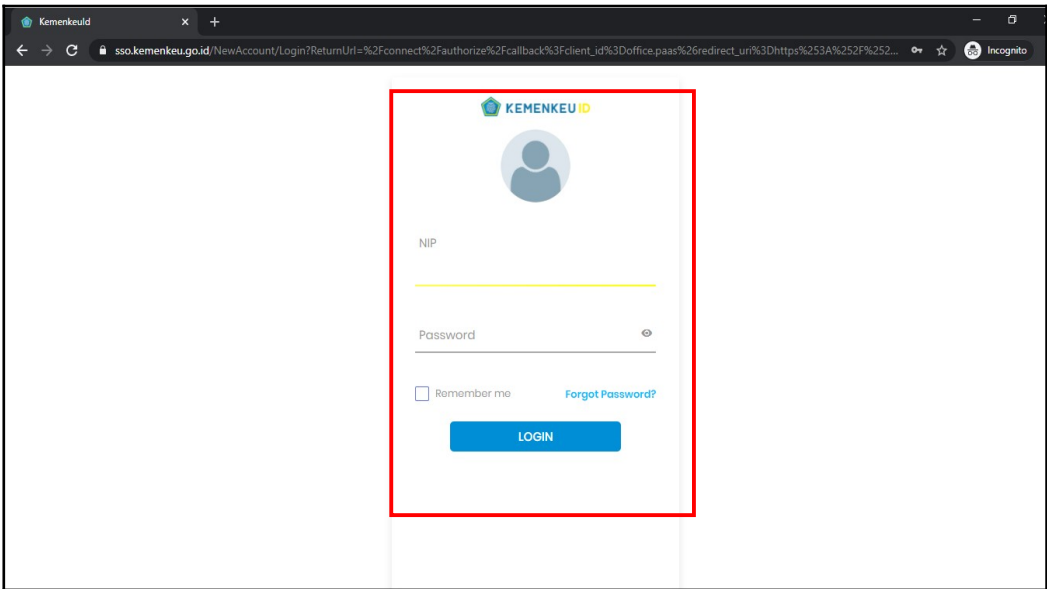 KemenkeuId
sso.kemenkeu.go.id/NewAccount/Login?ReturnUrl=%2Fconnect%2Fauthorize%2Fcallback%3Fclient_id%3Doffice.paas%26redirect_uri%3Dhttps%253A%252F%252...
Incognito
KEMENKEU ID
NIP
Password
Remember me
Forgot Password?
LOGIN